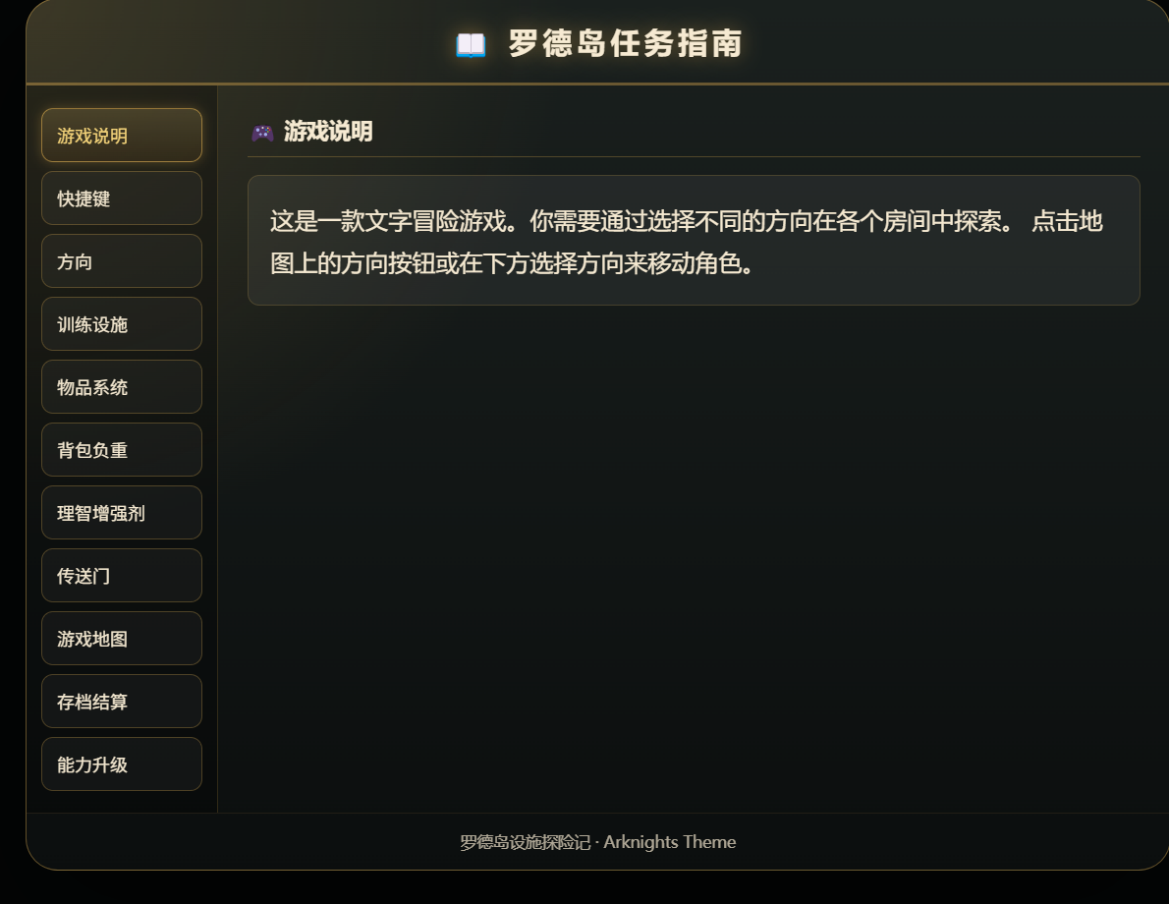 罗德岛任务指南
游戏说明
快捷键
方向
训练设施
物品系统
背包负重
理智增强剂
传送门
游戏地图
存档结算
能力升级
游戏说明
这是一款文字冒险游戏。你需要通过选择不同的方向在各个房间中探索。 点击地
图上的方向按钮或在下方选择方向来移动角色。
罗德岛设施探险记 · Arknights Theme